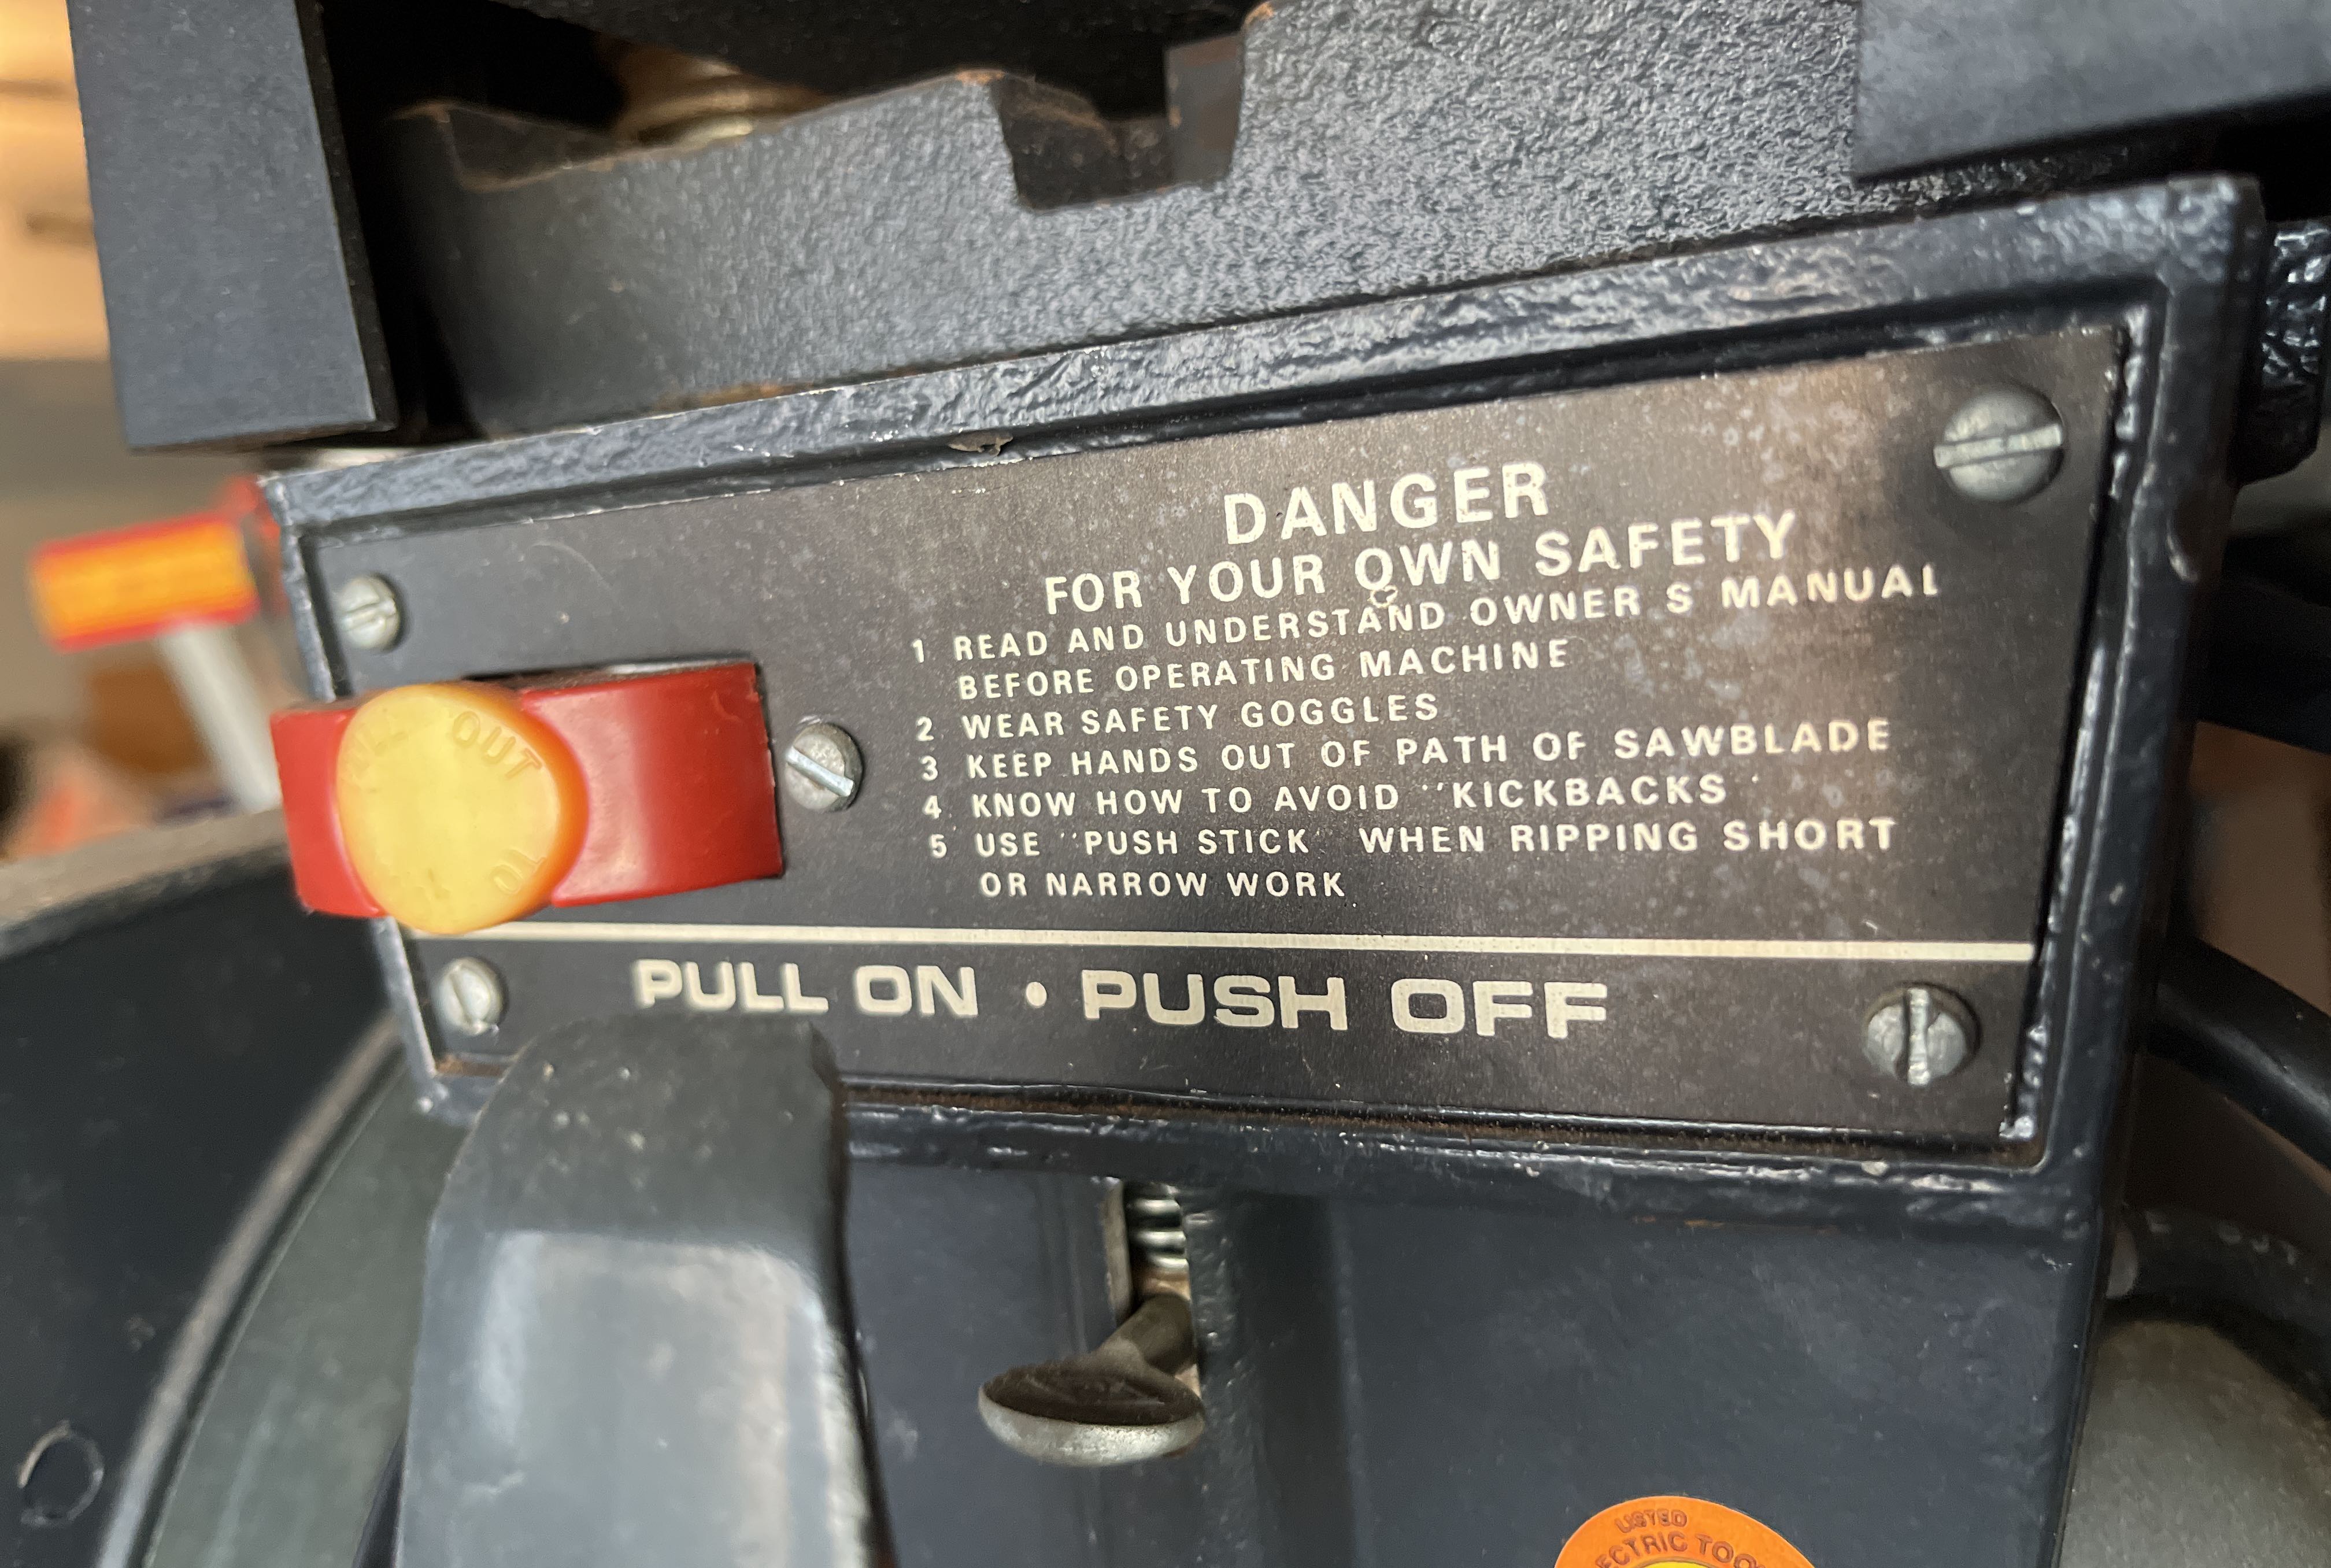 DANGER
FOR YOUR OWN SAFETY
1 READ AND UNDERSTAND OWNER S MANUAL
BEFORE OPERATING MACHINE
2 WEAR SAFETY GOGGLES
3 KEEP HANDS OUT OF PATH OF SAWBLADE
4 KNOW HOW TO AVOID "KICKBACKS '
5 USE "PUSH STICK' WHEN RIPPING SHORT
OR NARROW WORK
PULL ON • PUSH OFF
OUT
TO
LISTED